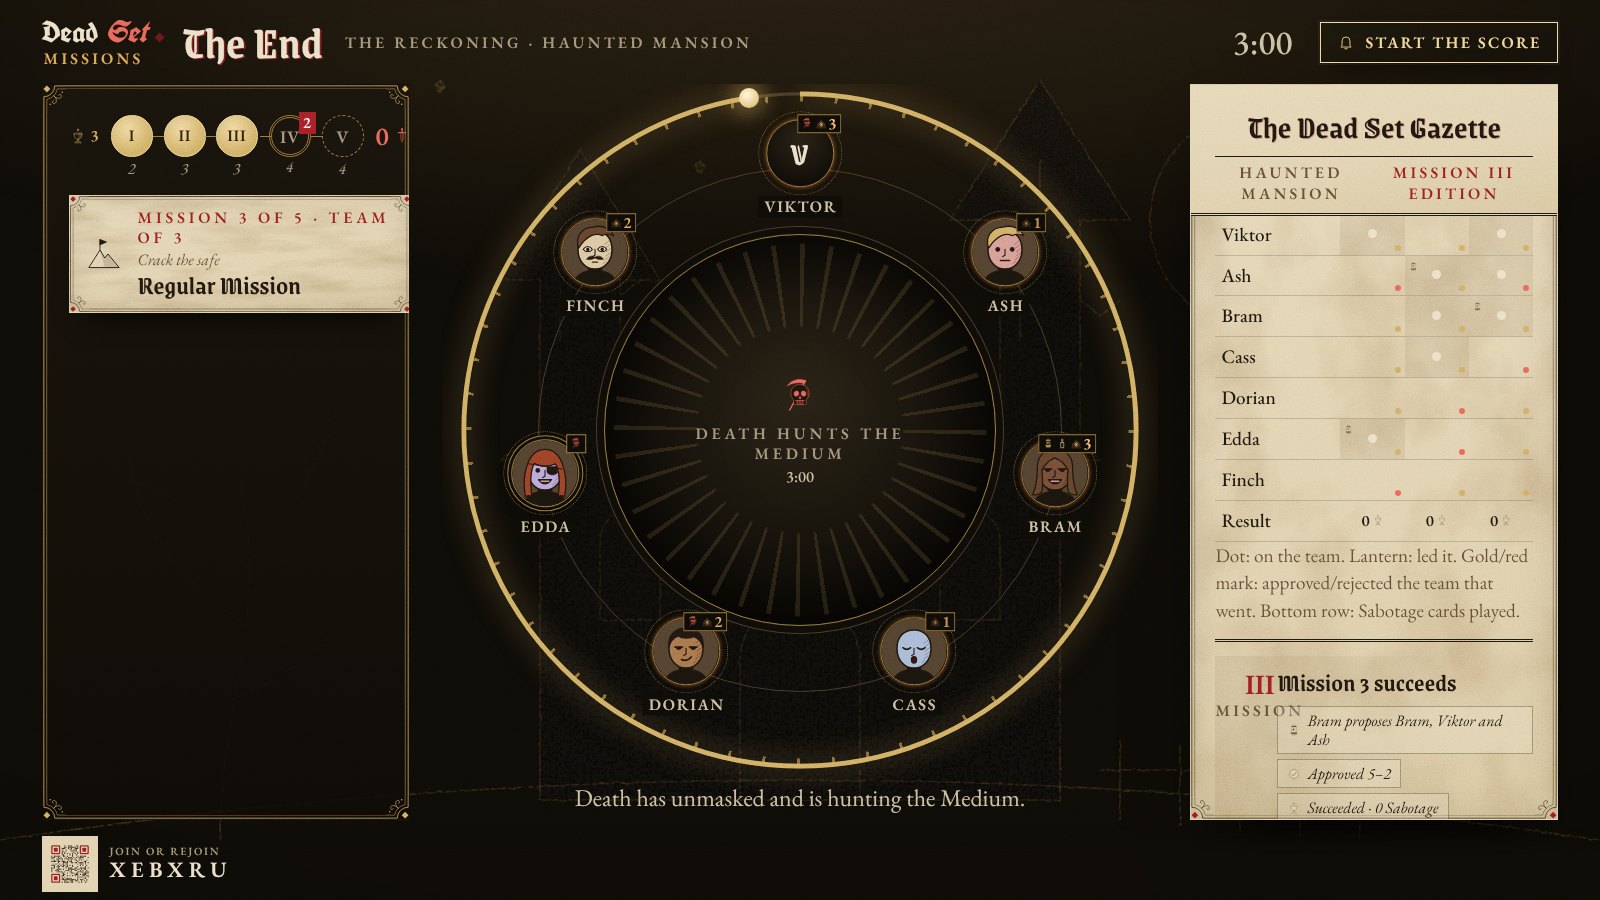 Dead Set
MISSIONS
The End
THE RECKONING · HAUNTED MANSION
3:00
START THE SCORE
3
I
II
III
IV
2
V
0
2
3
3
4
4
MISSION 3 OF 5 · TEAM
OF 3
Crack the safe
Regular Mission
3
V
VIKTOR
2
FINCH
1
ASH
EDDA
3
BRAM
2
DORIAN
1
CASS
DEATH HUNTS THE
MEDIUM
3:00
Death has unmasked and is hunting the Medium.
The Dead Set Gazette
HAUNTED
MANSION
MISSION III
EDITION
Viktor
Ash
Bram
Cass
Dorian
Edda
Finch
Result 0 0 0
Dot: on the team. Lantern: led it. Gold/red
mark: approved/rejected the team that
went. Bottom row: Sabotage cards played.
III
MISSION
Mission 3 succeeds
Bram proposes Bram, Viktor and
Ash
Approved 5–2
Succeeded · 0 Sabotage
JOIN OR REJOIN
XEBXRU